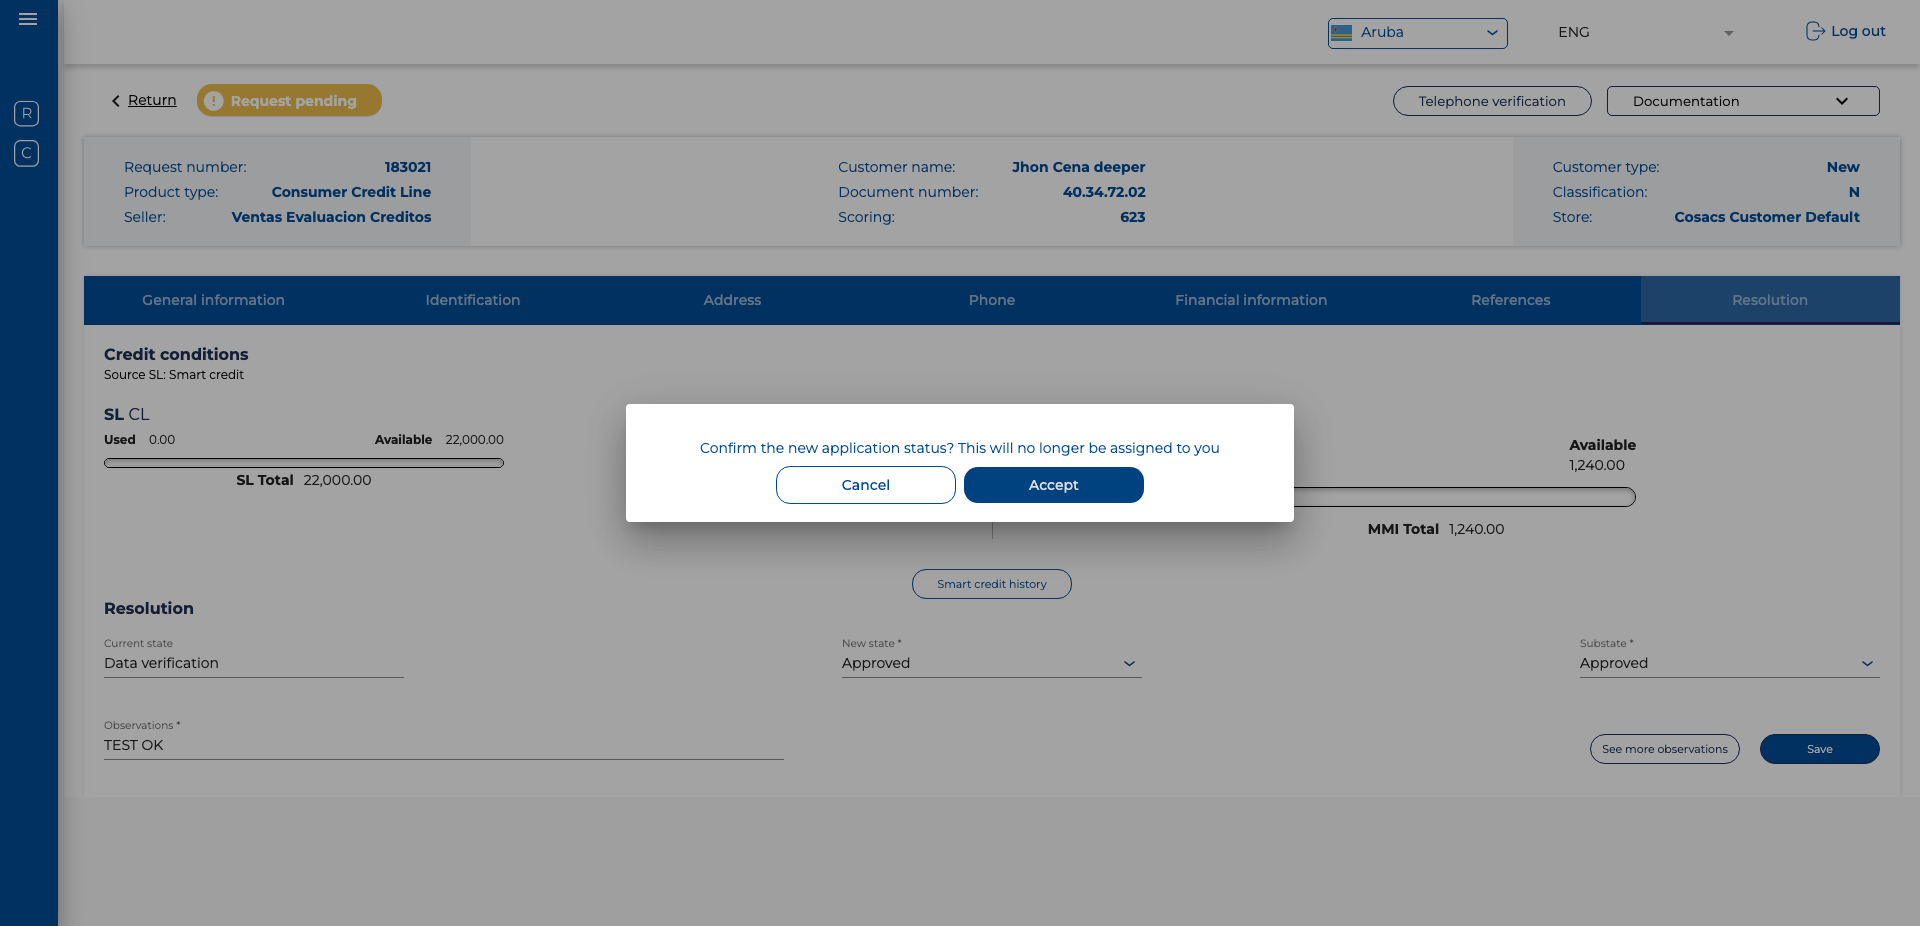 Aruba
ENG
Log out
R
C
Return
! Request pending
Telephone verification
Documentation
Request number: 183021
Product type: Consumer Credit Line
Seller: Ventas Evaluacion Creditos
Customer name: Jhon Cena deeper
Document number: 40.34.72.02
Scoring: 623
Customer type: New
Classification: N
Store: Cosacs Customer Default
General information
Identification
Address
Phone
Financial information
References
Resolution
Credit conditions
Source SL: Smart credit
SL CL
Used 0.00 Available 22,000.00
SL Total 22,000.00
Available
1,240.00
MMI Total 1,240.00
Confirm the new application status? This will no longer be assigned to you
Cancel
Accept
Smart credit history
Resolution
Current state
Data verification
New state *
Approved
Substate *
Approved
Observations *
TEST OK
See more observations
Save